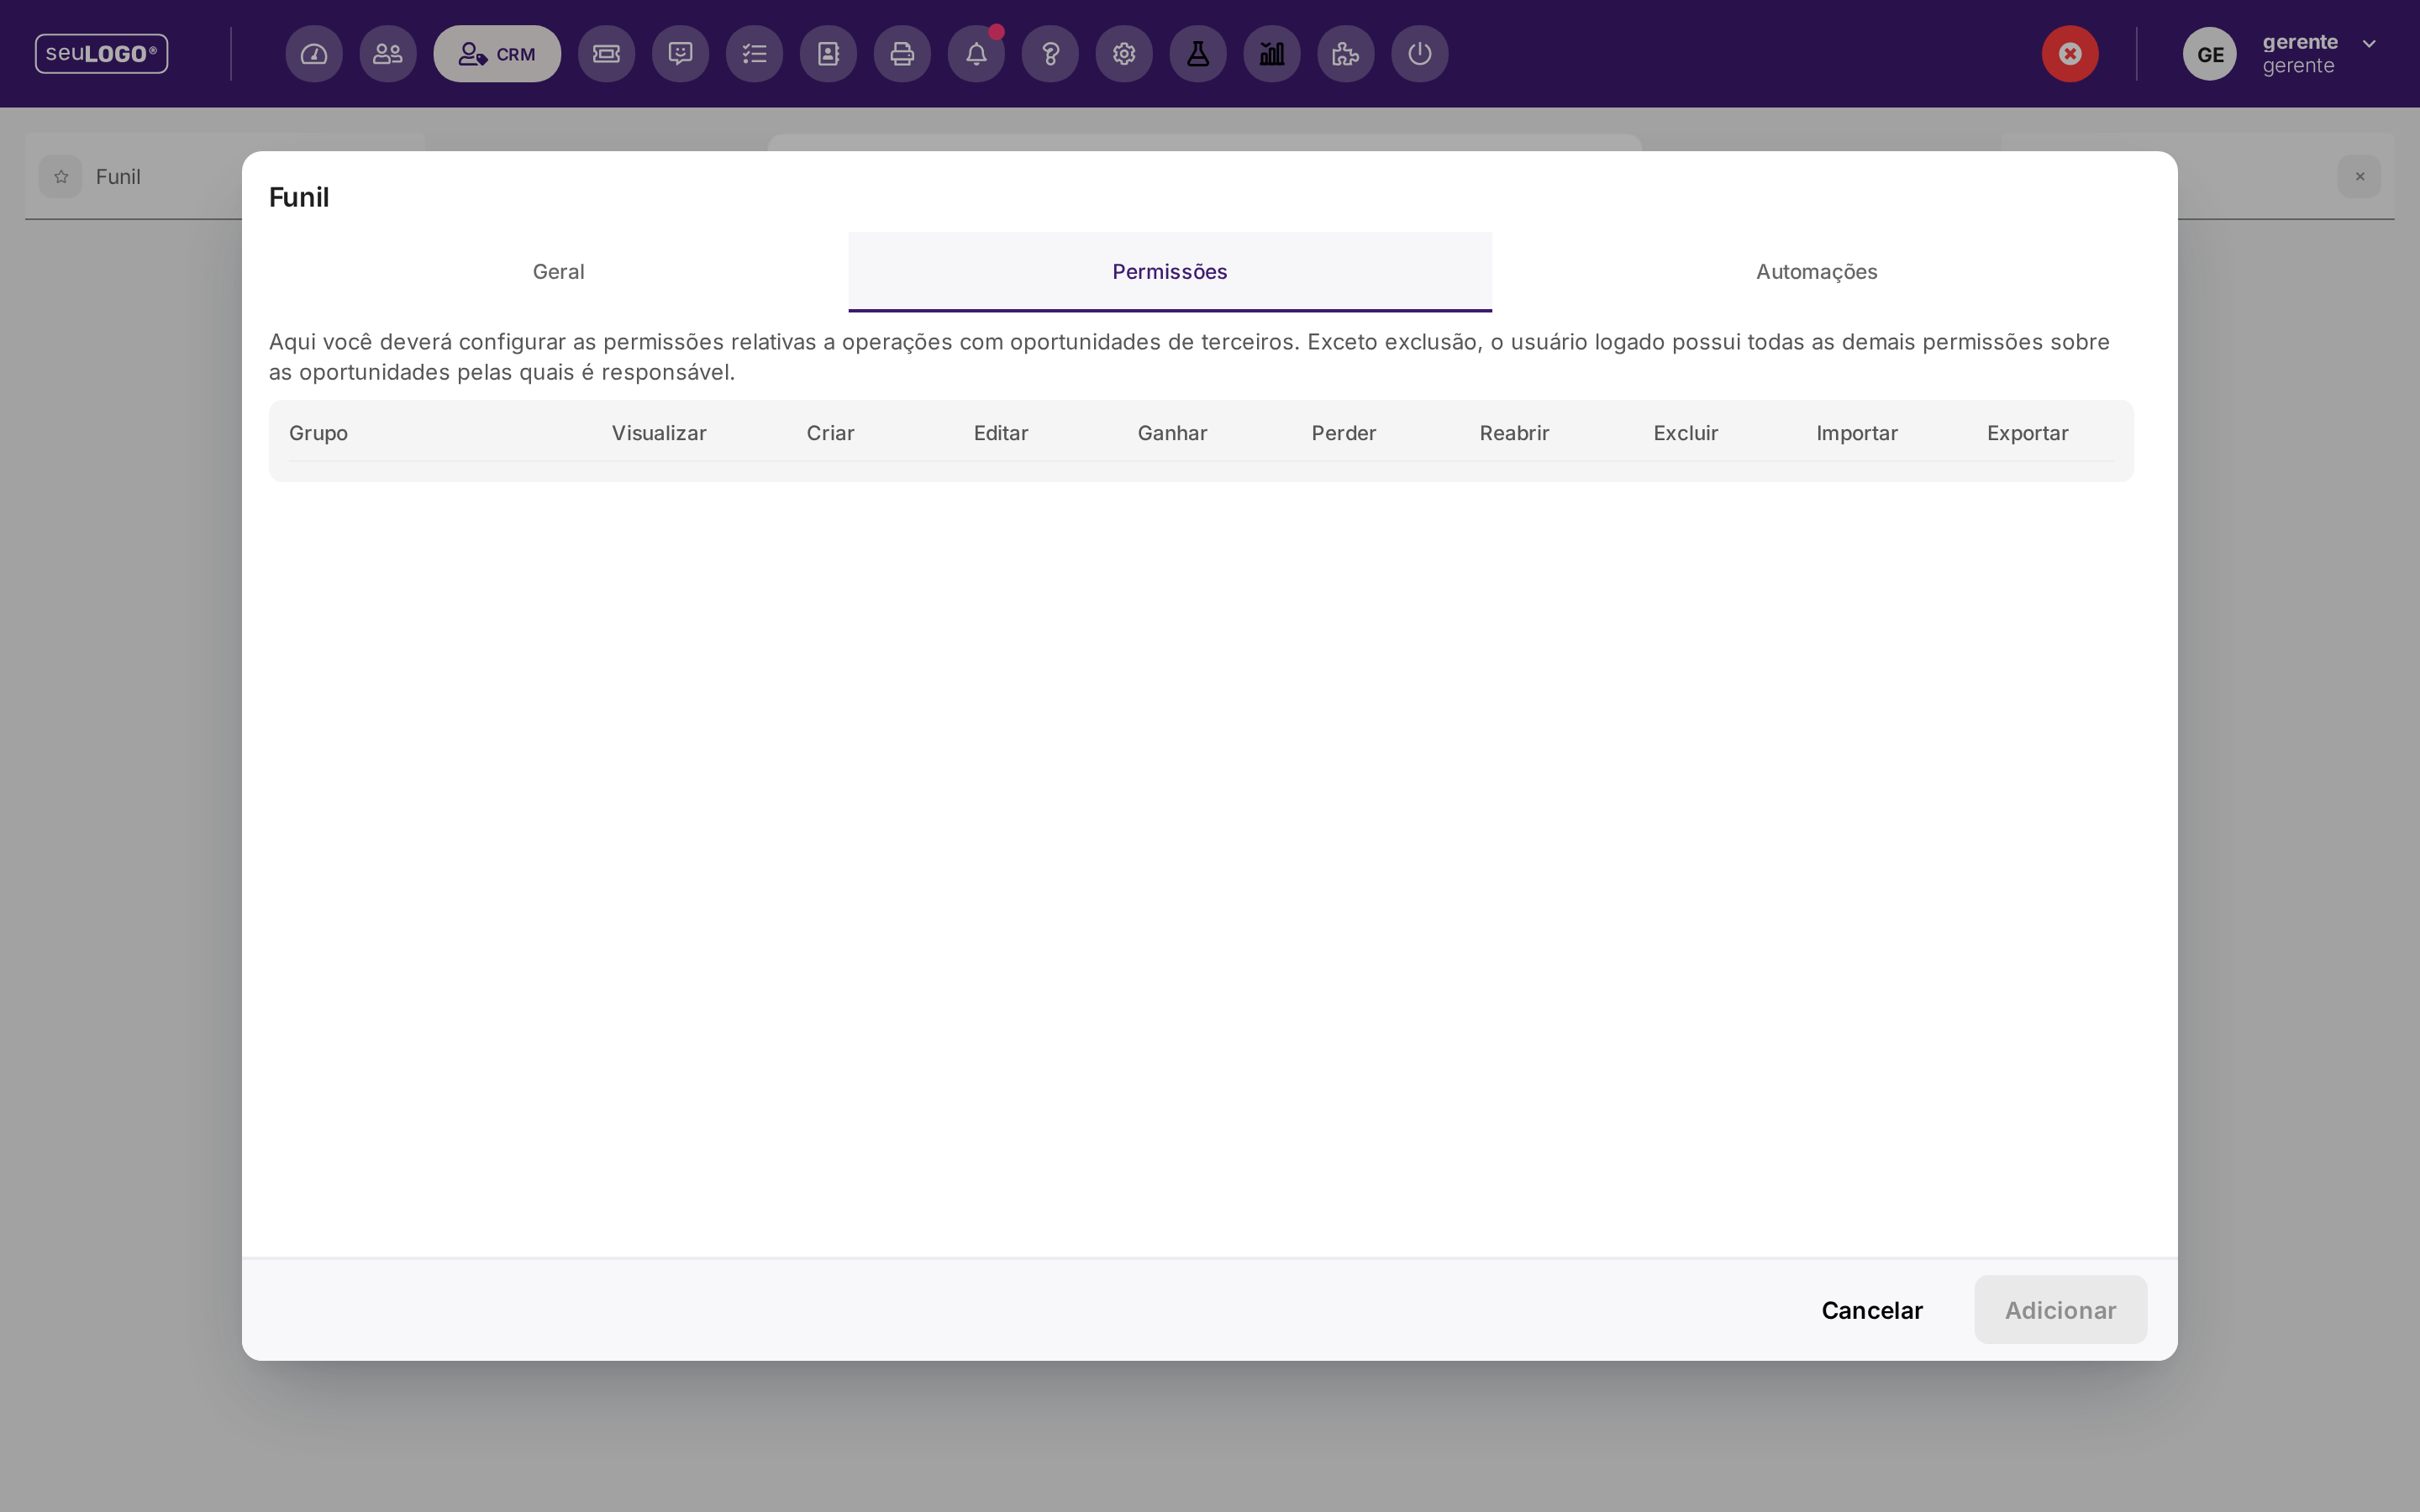 seuLOGO®
CRM
GE
gerente
gerente
Funil
Funil
Geral
Permissões
Automações
Aqui você deverá configurar as permissões relativas a operações com oportunidades de terceiros. Exceto exclusão, o usuário logado possui todas as demais permissões sobre
as oportunidades pelas quais é responsável.
Grupo Visualizar Criar Editar Ganhar Perder Reabrir Excluir Importar Exportar
Cancelar
Adicionar